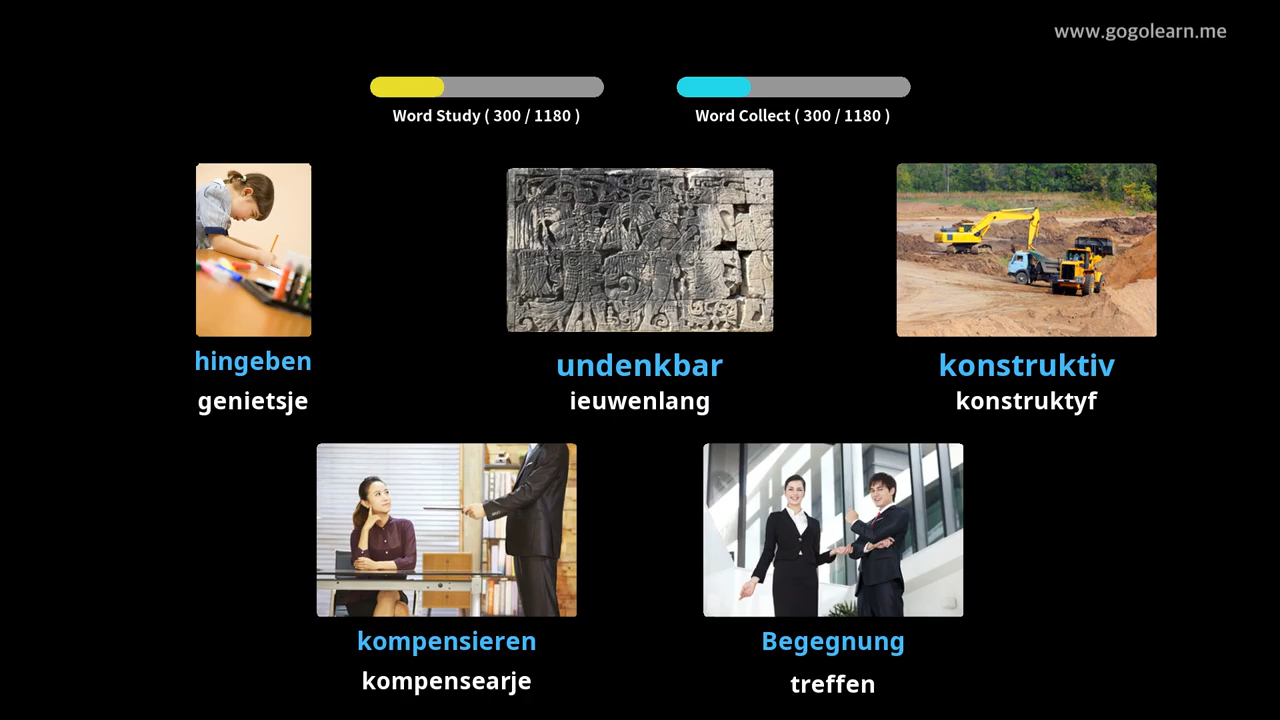 www.gogolearn.me
Word Study ( 300 / 1180 )
Word Collect ( 300 / 1180 )
hingeben
genietsje
undenkbar
ieuwenlang
konstruktiv
konstruktyf
kompensieren
kompensearje
Begegnung
treffen